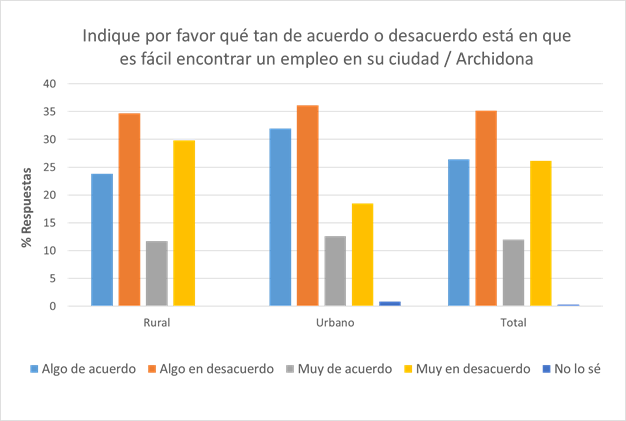 Indique por favor qué tan de acuerdo o desacuerdo está en que
es fácil encontrar un empleo en su ciudad / Archidona
% Respuestas
40
35
30
25
20
15
10
5
0
Rural
Urbano
Total
Algo de acuerdo
Algo en desacuerdo
Muy de acuerdo
Muy en desacuerdo
No lo sé